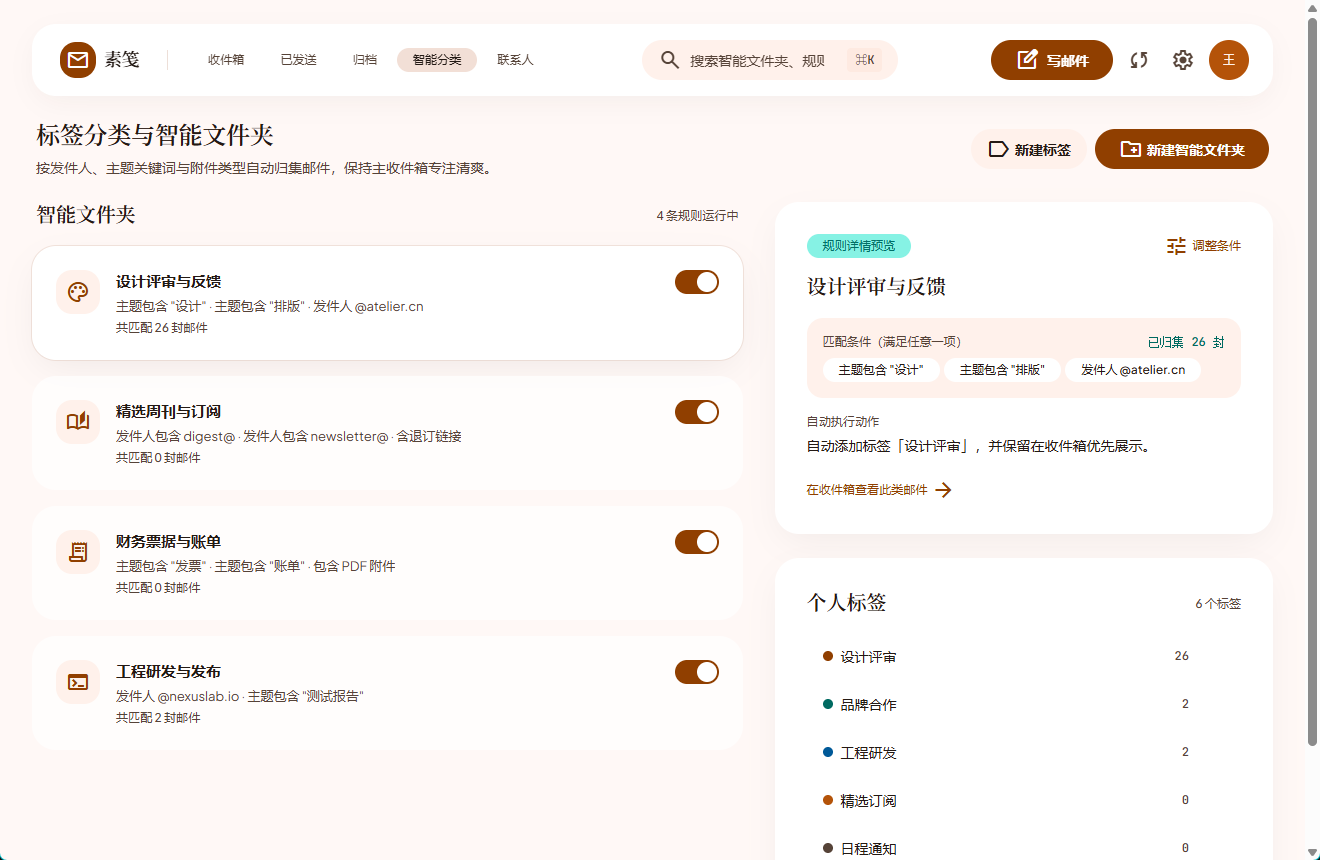 素笺
收件箱
已发送
归档
智能分类
联系人
搜索智能文件夹、规则
⌘K
写邮件
王
标签分类与智能文件夹
按发件人、主题关键词与附件类型自动归集邮件，保持主收件箱专注清爽。
新建标签
新建智能文件夹
智能文件夹
4 条规则运行中
设计评审与反馈
主题包含 "设计" · 主题包含 "排版" · 发件人 @atelier.cn
共匹配 26 封邮件
精选周刊与订阅
发件人包含 digest@ · 发件人包含 newsletter@ · 含退订链接
共匹配 0 封邮件
财务票据与账单
主题包含 "发票" · 主题包含 "账单" · 包含 PDF 附件
共匹配 0 封邮件
工程研发与发布
发件人 @nexuslab.io · 主题包含 "测试报告"
共匹配 2 封邮件
规则详情预览
调整条件
设计评审与反馈
匹配条件（满足任意一项）
已归集 26 封
主题包含 "设计"
主题包含 "排版"
发件人 @atelier.cn
自动执行动作
自动添加标签「设计评审」，并保留在收件箱优先展示。
在收件箱查看此类邮件
个人标签
6 个标签
设计评审 26
品牌合作 2
工程研发 2
精选订阅 0
日程通知 0